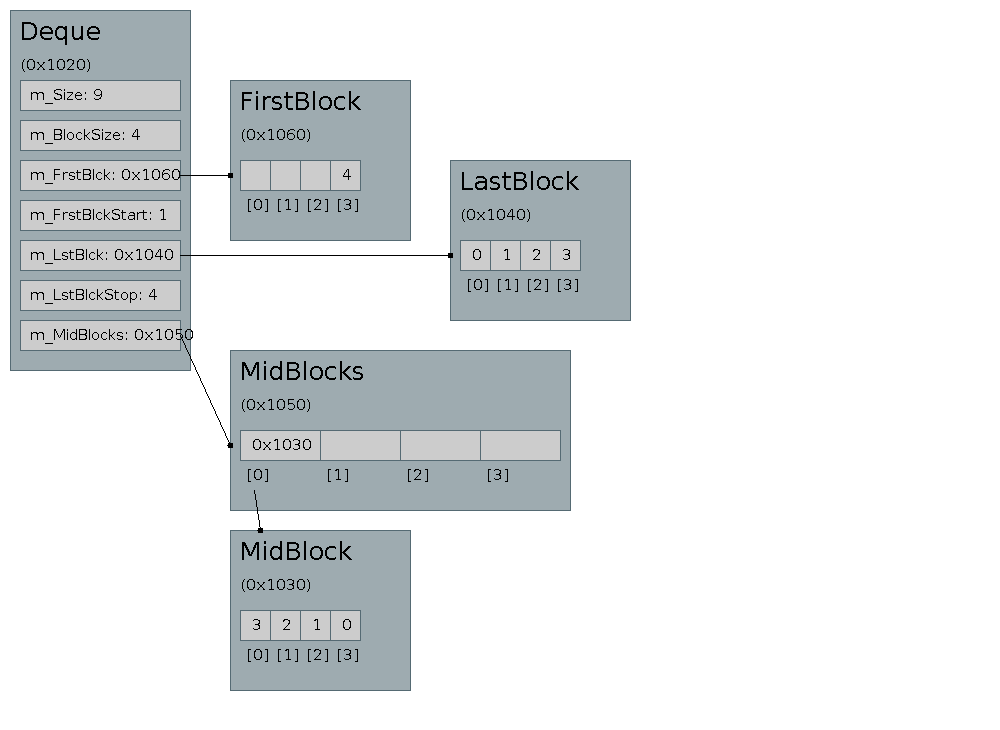 Deque
(0x1020)
m_Size: 9
m_BlockSize: 4
m_FrstBlck: 0x1060
m_FrstBlckStart: 1
m_LstBlck: 0x1040
m_LstBlckStop: 4
m_MidBlocks: 0x1050
FirstBlock
(0x1060)
4
[0] [1] [2] [3]
LastBlock
(0x1040)
0 1 2 3
[0] [1] [2] [3]
MidBlocks
(0x1050)
0x1030
[0] [1] [2] [3]
MidBlock
(0x1030)
3 2 1 0
[0] [1] [2] [3]